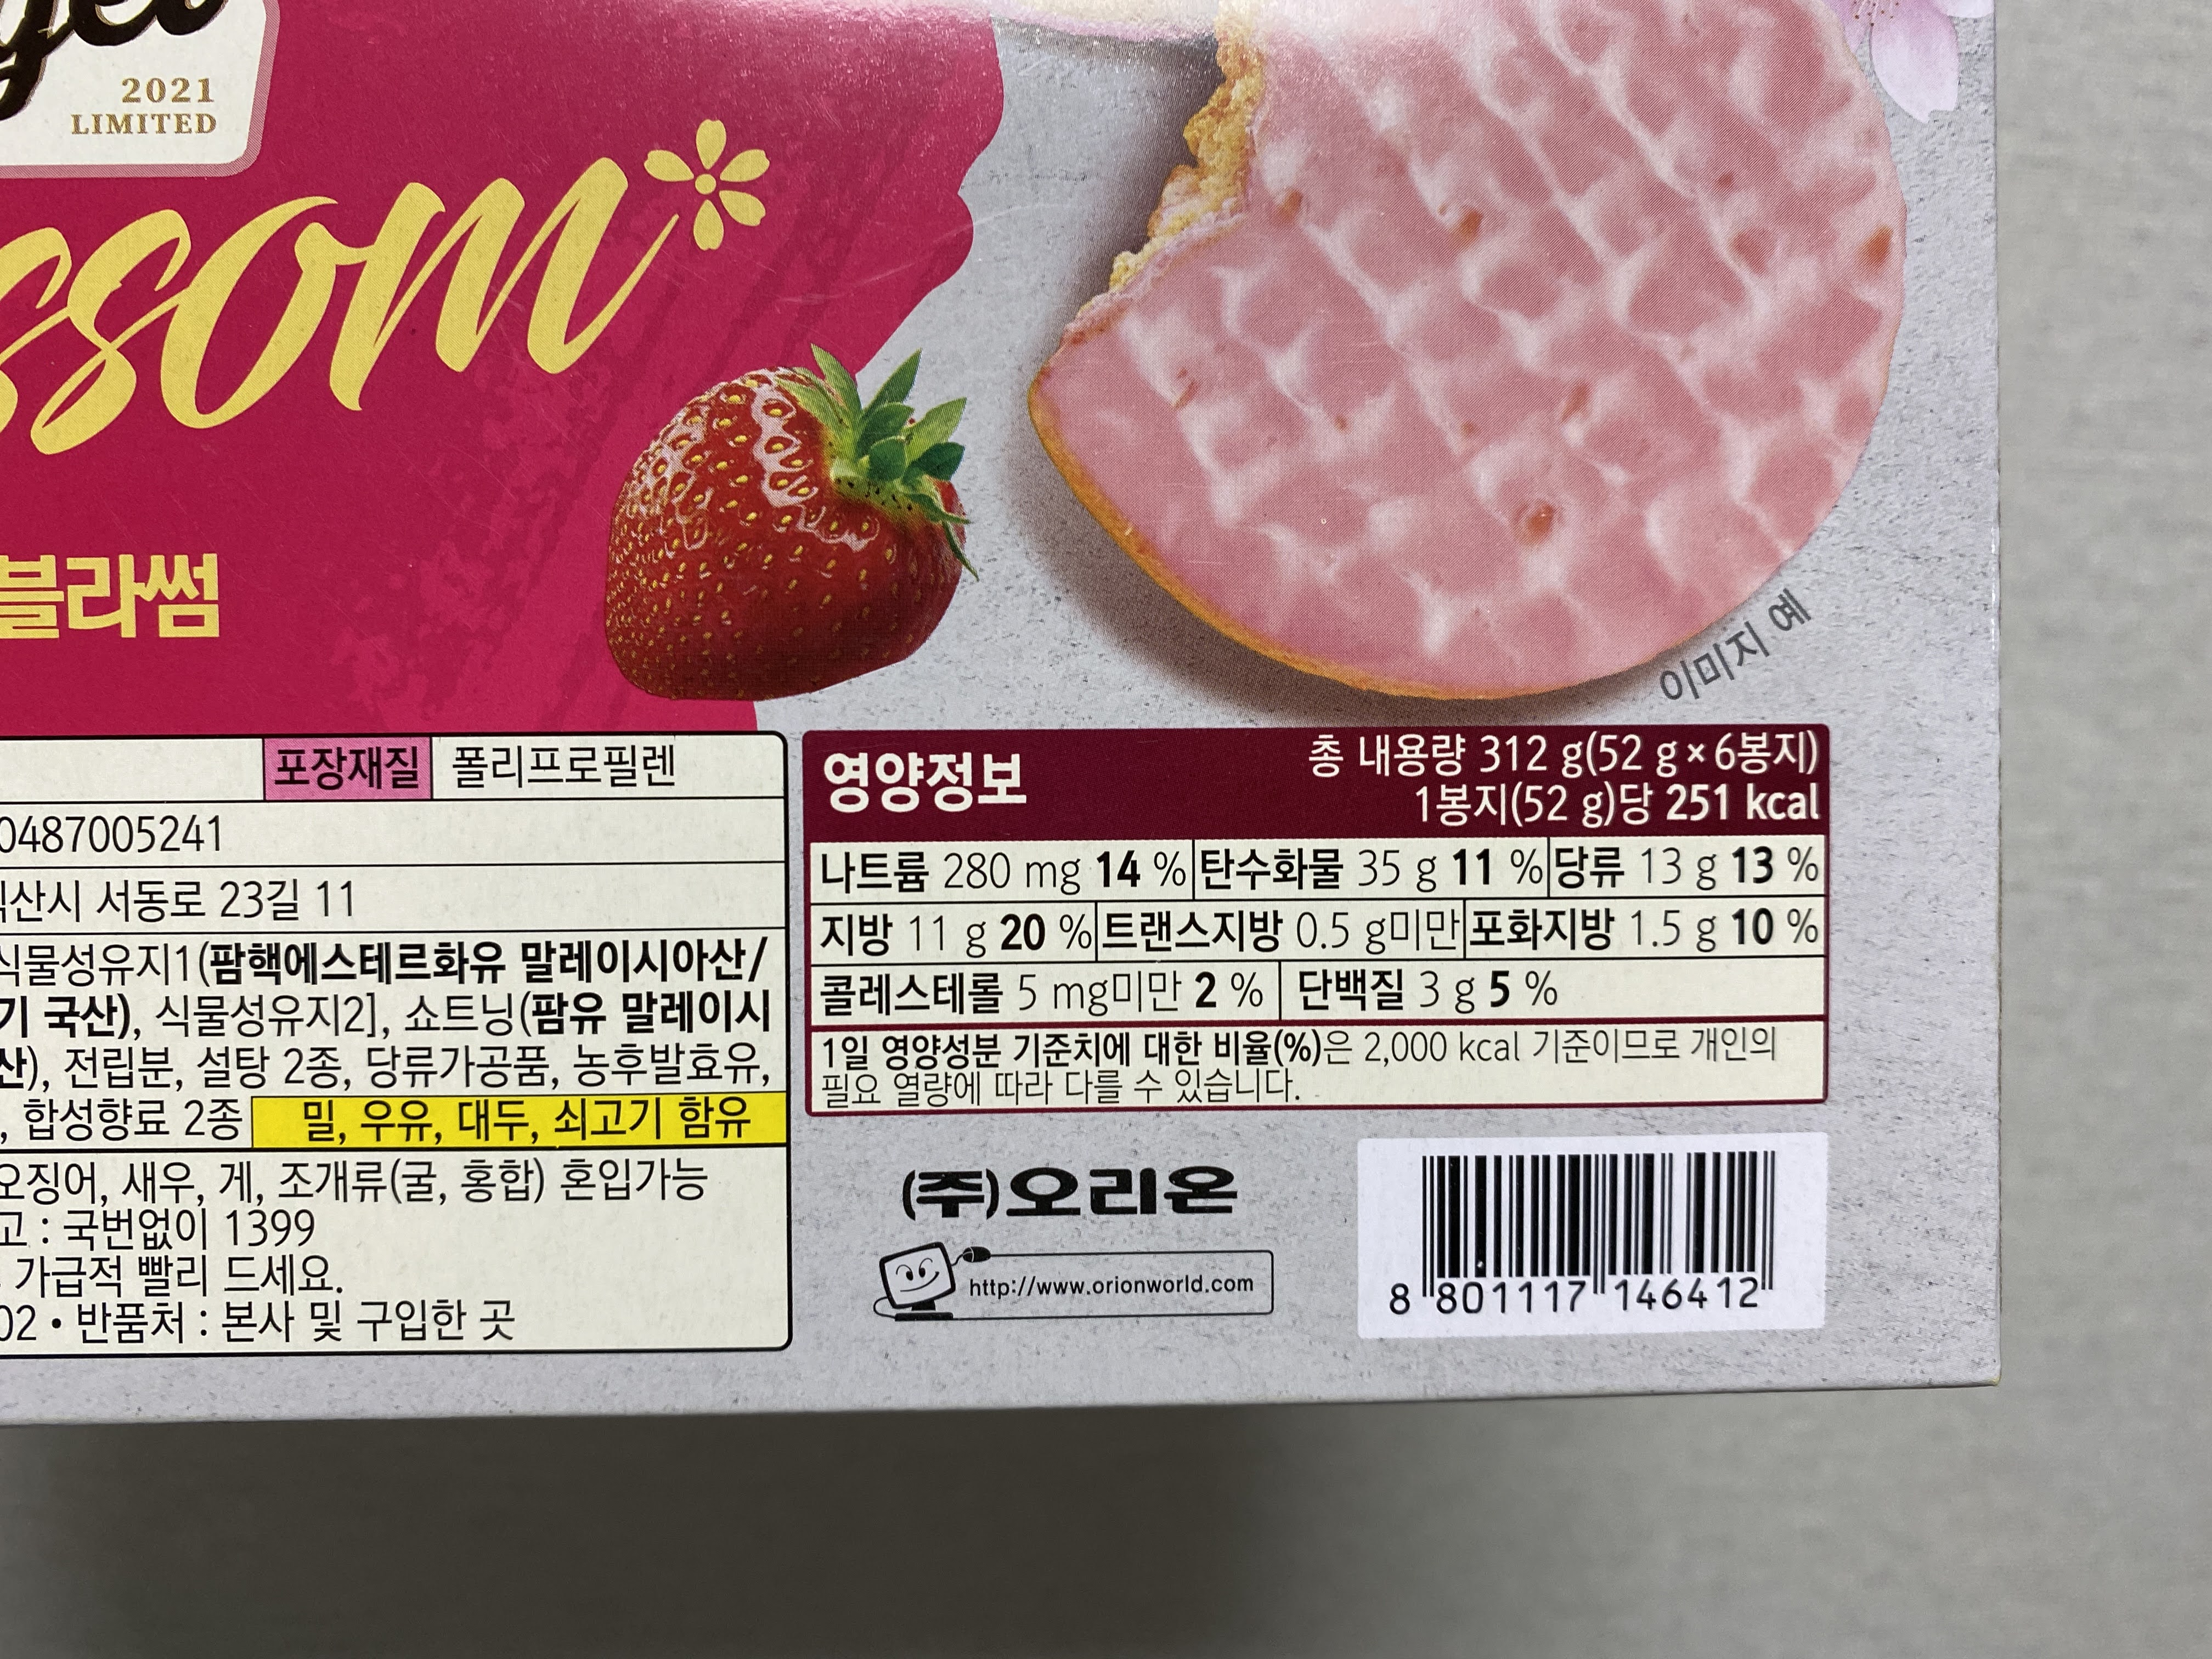 2021
LIMITED
블라썸
이미지 예
포장재질 폴리프로필렌
0487005241
익산시 서동로 23길 11
식물성유지1(팜핵에스테르화유 말레이시아산/
기 국산), 식물성유지2], 쇼트닝(팜유 말레이시
산), 전립분, 설탕 2종, 당류가공품, 농후발효유,
, 합성향료 2종 밀, 우유, 대두, 쇠고기 함유
오징어, 새우, 게, 조개류(굴, 홍합) 혼입가능
고 : 국번없이 1399
가급적 빨리 드세요.
02 • 반품처 : 본사 및 구입한 곳
영양정보 총 내용량 312 g(52 g×6봉지)
1봉지(52 g)당 251 kcal
나트륨 280 mg 14 % 탄수화물 35 g 11 % 당류 13 g 13 %
지방 11 g 20 % 트랜스지방 0.5 g미만 포화지방 1.5 g 10 %
콜레스테롤 5 mg미만 2 % 단백질 3 g 5 %
1일 영양성분 기준치에 대한 비율(%)은 2,000 kcal 기준이므로 개인의
필요 열량에 따라 다를 수 있습니다.
(주)오리온
http://www.orionworld.com
8 801117 146412